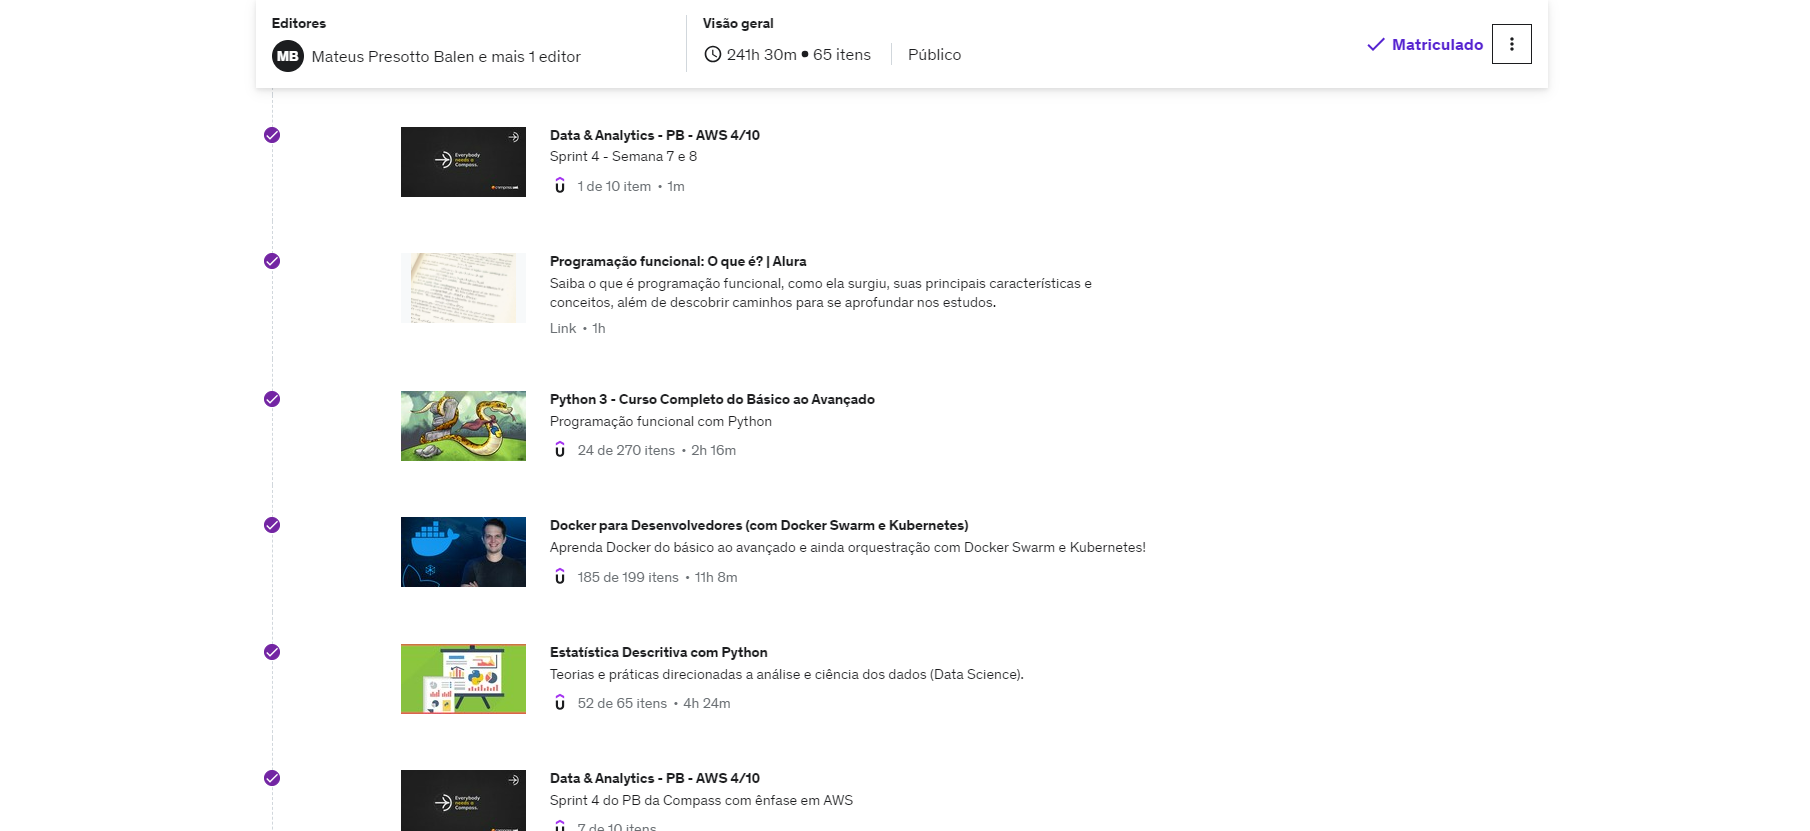 Editores
MB Mateus Presotto Balen e mais 1 editor
Visão geral
241h 30m • 65 itens
Público
Matriculado
Data & Analytics - PB - AWS 4/10
Sprint 4 - Semana 7 e 8
1 de 10 item • 1m
Everybody
needs a
Compass.
Programação funcional: O que é? | Alura
Saiba o que é programação funcional, como ela surgiu, suas principais características e
conceitos, além de descobrir caminhos para se aprofundar nos estudos.
Link • 1h
Python 3 - Curso Completo do Básico ao Avançado
Programação funcional com Python
24 de 270 itens • 2h 16m
Docker para Desenvolvedores (com Docker Swarm e Kubernetes)
Aprenda Docker do básico ao avançado e ainda orquestração com Docker Swarm e Kubernetes!
185 de 199 itens • 11h 8m
Estatística Descritiva com Python
Teorias e práticas direcionadas a análise e ciência dos dados (Data Science).
52 de 65 itens • 4h 24m
Data & Analytics - PB - AWS 4/10
Sprint 4 do PB da Compass com ênfase em AWS
7 de 10 itens
Everybody
needs a
Compass.